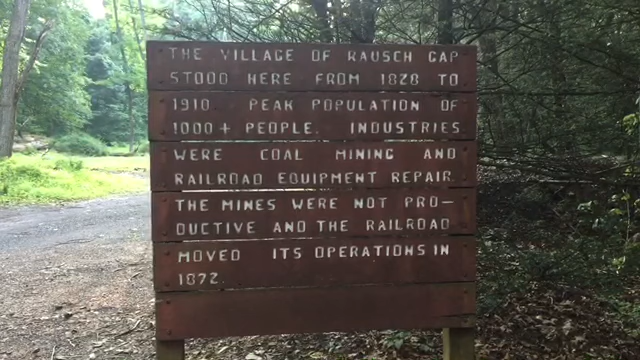 THE VILLAGE OF RAUSCH GAP
STOOD HERE FROM 1828 TO
1910. PEAK POPULATION OF
1000+ PEOPLE. INDUSTRIES
WERE COAL MINING AND
RAILROAD EQUIPMENT REPAIR.
THE MINES WERE NOT PRO-
DUCTIVE AND THE RAILROAD
MOVED ITS OPERATIONS IN
1872.